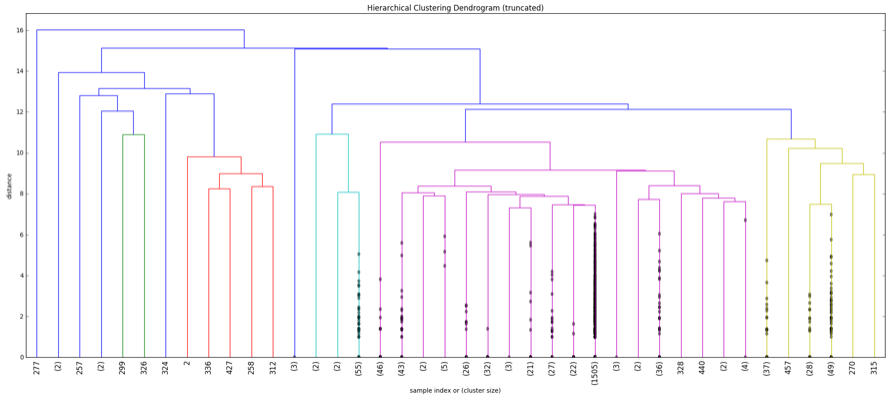 Hierarchical Clustering Dendrogram (truncated)
16
14
12
10
8
6
4
2
0
distance
277 (2) 257 (2) 299 326 324 2 336 427 258 312 (3) (2) (2) (55) (46) (43) (2) (5) (26) (32) (3) (21) (27) (22) (1505) (3) (2) (36) 328 440 (2) (4) (37) 457 (28) (49) 270 315
sample index or (cluster size)